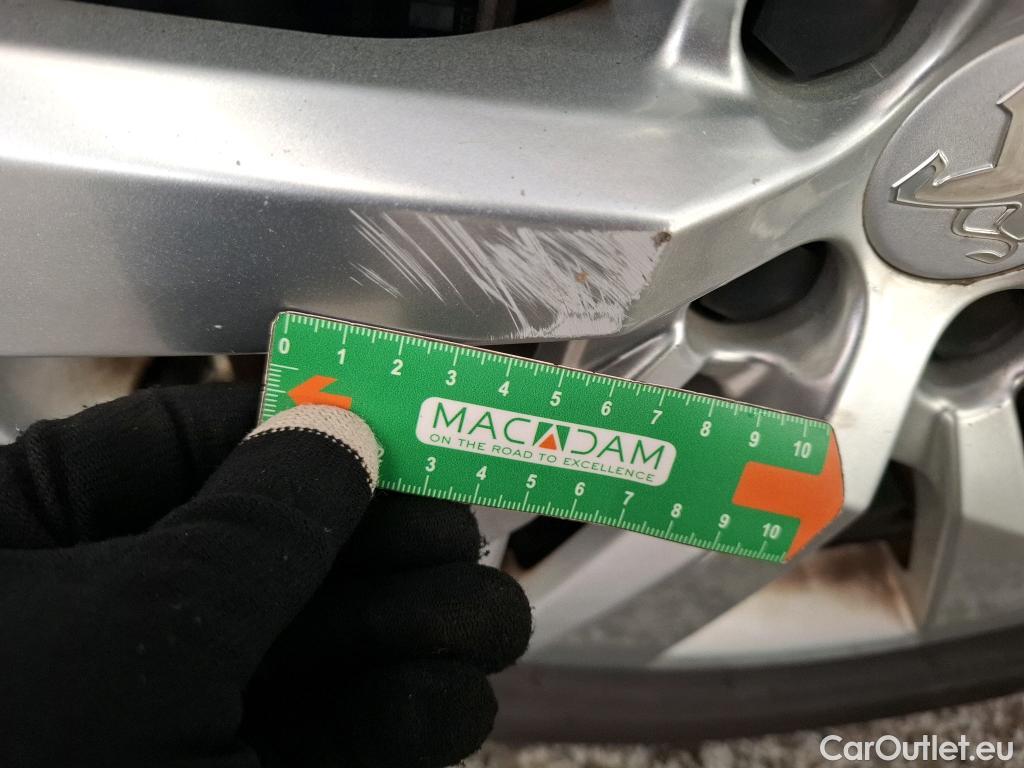 0 1 2 3 4 5 6 7 8 9 10
MACADAM
ON THE ROAD TO EXCELLENCE
3 4 5 6 7 8 9 10
CarOutlet.eu